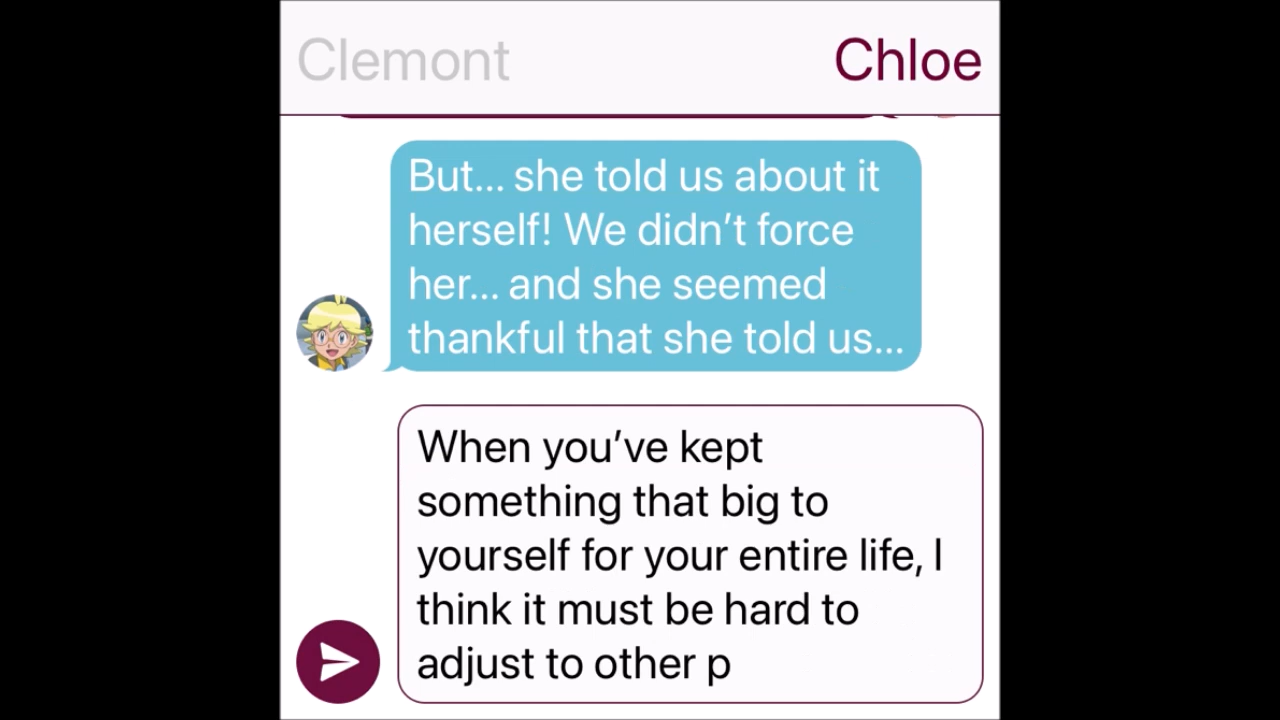 Clemont
Chloe
But... she told us about it
herself! We didn’t force
her... and she seemed
thankful that she told us...
When you’ve kept
something that big to
yourself for your entire life, I
think it must be hard to
adjust to other p